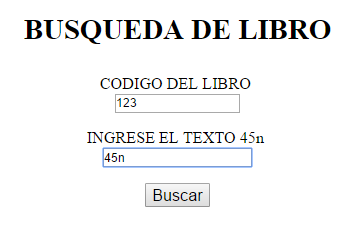 BUSQUEDA DE LIBRO
CODIGO DEL LIBRO
123
INGRESE EL TEXTO 45n
45n
Buscar